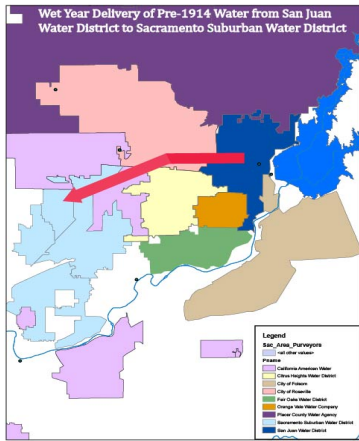 Wet Year Delivery of Pre-1914 Water from San Juan
Water District to Sacramento Suburban Water District
Legend
Sac_Area_Purveyors
<all other values>
Pname
California American Water
Citrus Heights Water District
City of Folsom
City of Roseville
Fair Oaks Water District
Orange Vale Water Company
Placer County Water Agency
Sacramento Suburban Water District
San Juan Water District